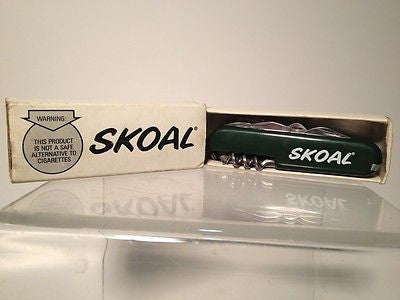 WARNING:
THIS PRODUCT
IS NOT A SAFE
ALTERNATIVE TO
CIGARETTES
SKOAL®
SKOAL®